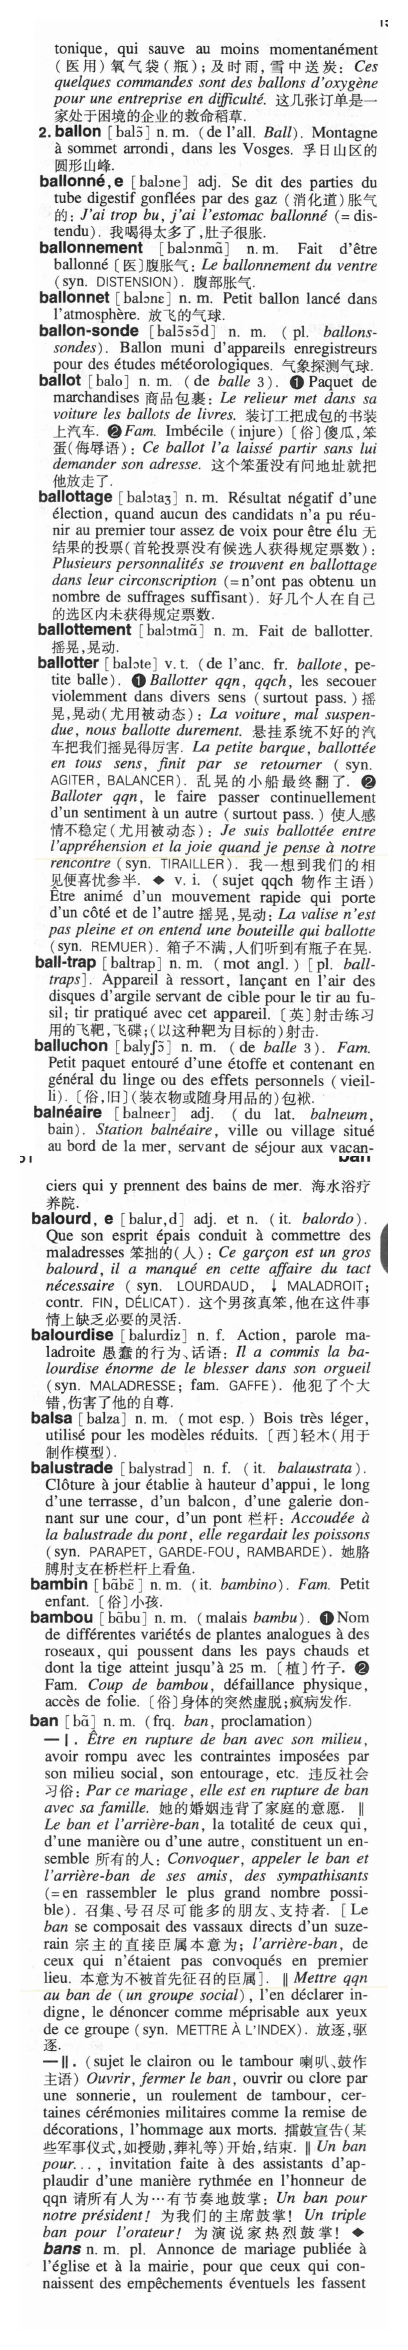 tonique, qui sauve au moins momentanément
(医用)氧气袋(瓶);及时雨,雪中送炭: Ces
quelques commandes sont des ballons d'oxygène
pour une entreprise en difficulté. 这几张订单是一
家处于困境的企业的救命稻草.
2. ballon [balɔ̃] n. m. (de l'all. Ball). Montagne
à sommet arrondi, dans les Vosges. 孚日山区的
圆形山峰.
ballonné, e [balɔne] adj. Se dit des parties du
tube digestif gonflées par des gaz (消化道)胀气
的: J'ai trop bu, j'ai l'estomac ballonné (= dis-
tendu). 我喝得太多了,肚子很胀.
ballonnement [balɔnmɑ̃] n. m. Fait d'être
ballonné〔医〕腹胀气: Le ballonnement du ventre
(syn. DISTENSION). 腹部胀气.
ballonnet [balɔnɛ] n. m. Petit ballon lancé dans
l'atmosphère. 放飞的气球.
ballon-sonde [balɔ̃sɔ̃d] n. m. (pl. ballons-
sondes). Ballon muni d'appareils enregistreurs
pour des études météorologiques. 气象探测气球.
ballot [balo] n. m. (de balle 3). ❶ Paquet de
marchandises 商品包裹: Le relieur met dans sa
voiture les ballots de livres. 装订工把成包的书装
上汽车. ❷ Fam. Imbécile (injure)〔俗〕傻瓜,笨
蛋(侮辱语): Ce ballot l'a laissé partir sans lui
demander son adresse. 这个笨蛋没有问地址就把
他放走了.
ballottage [balɔtaʒ] n. m. Résultat négatif d'une
élection, quand aucun des candidats n'a pu réu-
nir au premier tour assez de voix pour être élu 无
结果的投票(首轮投票没有候选人获得规定票数):
Plusieurs personnalités se trouvent en ballottage
dans leur circonscription (= n'ont pas obtenu un
nombre de suffrages suffisant). 好几个人在自己
的选区内未获得规定票数.
ballottement [balɔtmɑ̃] n. m. Fait de ballotter.
摇晃,晃动.
ballotter [balɔte] v. t. (de l'anc. fr. ballote, pe-
tite balle). ❶ Ballotter qqn, qqch, les secouer
violemment dans divers sens (surtout pass.) 摇
晃,晃动(尤用被动态): La voiture, mal suspen-
due, nous ballotte durement. 悬挂系统不好的汽
车把我们摇晃得厉害. La petite barque, ballottée
en tous sens, finit par se retourner (syn.
AGITER, BALANCER). 乱晃的小船最终翻了. ❷
Balloter qqn, le faire passer continuellement
d'un sentiment à un autre (surtout pass.) 使人感
情不稳定(尤用被动态): Je suis ballottée entre
l'appréhension et la joie quand je pense à notre
rencontre (syn. TIRAILLER). 我一想到我们的相
见便喜忧参半. ◆ v. i. (sujet qqch 物作主语)
Être animé d'un mouvement rapide qui porte
d'un côté et de l'autre 摇晃,晃动: La valise n'est
pas pleine et on entend une bouteille qui ballotte
(syn. REMUER). 箱子不满,人们听到有瓶子在晃.
ball-trap [baltrap] n. m. (mot angl.) [pl. ball-
traps]. Appareil à ressort, lançant en l'air des
disques d'argile servant de cible pour le tir au fu-
sil; tir pratiqué avec cet appareil. 〔英〕射击练习
用的飞靶,飞碟;(以这种靶为目标的)射击.
balluchon [balyʃɔ̃] n. m. (de balle 3). Fam.
Petit paquet entouré d'une étoffe et contenant en
général du linge ou des effets personnels (vieil-
li). 〔俗,旧〕(装衣物或随身用品的)包袱.
balnéaire [balneɛr] adj. (du lat. balneum,
bain). Station balnéaire, ville ou village situé
au bord de la mer, servant de séjour aux vacan-
ban
ciers qui y prennent des bains de mer. 海水浴疗
养院.
balourd, e [balur,d] adj. et n. (it. balordo).
Que son esprit épais conduit à commettre des
maladresses 笨拙的(人): Ce garçon est un gros
balourd, il a manqué en cette affaire du tact
nécessaire (syn. LOURDAUD, ↓ MALADROIT;
contr. FIN, DÉLICAT). 这个男孩真笨,他在这件事
情上缺乏必要的灵活.
balourdise [balurdiz] n. f. Action, parole ma-
ladroite 愚蠢的行为、话语: Il a commis la ba-
lourdise énorme de le blesser dans son orgueil
(syn. MALADRESSE; fam. GAFFE). 他犯了个大
错,伤害了他的自尊.
balsa [balza] n. m. (mot esp.) Bois très léger,
utilisé pour les modèles réduits. 〔西〕轻木(用于
制作模型).
balustrade [balystrad] n. f. (it. balaustrata).
Clôture à jour établie à hauteur d'appui, le long
d'une terrasse, d'un balcon, d'une galerie don-
nant sur une cour, d'un pont 栏杆: Accoudée à
la balustrade du pont, elle regardait les poissons
(syn. PARAPET, GARDE-FOU, RAMBARDE). 她胳
膊肘支在桥栏杆上看鱼.
bambin [bɑ̃bɛ̃] n. m. (it. bambino). Fam. Petit
enfant. 〔俗〕小孩.
bambou [bɑ̃bu] n. m. (malais bambu). ❶ Nom
de différentes variétés de plantes analogues à des
roseaux, qui poussent dans les pays chauds et
dont la tige atteint jusqu'à 25 m. 〔植〕竹子. ❷
Fam. Coup de bambou, défaillance physique,
accès de folie. 〔俗〕身体的突然虚脱;疯病发作.
ban [bɑ̃] n. m. (frq. ban, proclamation)
— I. Être en rupture de ban avec son milieu,
avoir rompu avec les contraintes imposées par
son milieu social, son entourage, etc. 违反社会
习俗: Par ce mariage, elle est en rupture de ban
avec sa famille. 她的婚姻违背了家庭的意愿. ‖
Le ban et l'arrière-ban, la totalité de ceux qui,
d'une manière ou d'une autre, constituent un en-
semble 所有的人: Convoquer, appeler le ban et
l'arrière-ban de ses amis, des sympathisants
(= en rassembler le plus grand nombre possi-
ble). 召集、号召尽可能多的朋友、支持者. [Le
ban se composait des vassaux directs d'un suze-
rain 宗主的直接臣属本意为; l'arrière-ban, de
ceux qui n'étaient pas convoqués en premier
lieu. 本意为不被首先征召的臣属]. ‖ Mettre qqn
au ban de (un groupe social), l'en déclarer in-
digne, le dénoncer comme méprisable aux yeux
de ce groupe (syn. METTRE À L'INDEX). 放逐,驱
逐.
— II. (sujet le clairon ou le tambour 喇叭、鼓作
主语) Ouvrir, fermer le ban, ouvrir ou clore par
une sonnerie, un roulement de tambour, cer-
taines cérémonies militaires comme la remise de
décorations, l'hommage aux morts. 擂鼓宣告(某
些军事仪式,如授勋,葬礼等)开始,结束. ‖ Un ban
pour..., invitation faite à des assistants d'ap-
plaudir d'une manière rythmée en l'honneur de
qqn 请所有人为…有节奏地鼓掌: Un ban pour
notre président! 为我们的主席鼓掌! Un triple
ban pour l'orateur! 为演说家热烈鼓掌! ◆
bans n. m. pl. Annonce de mariage publiée à
l'église et à la mairie, pour que ceux qui con-
naissent des empêchements éventuels les fassent